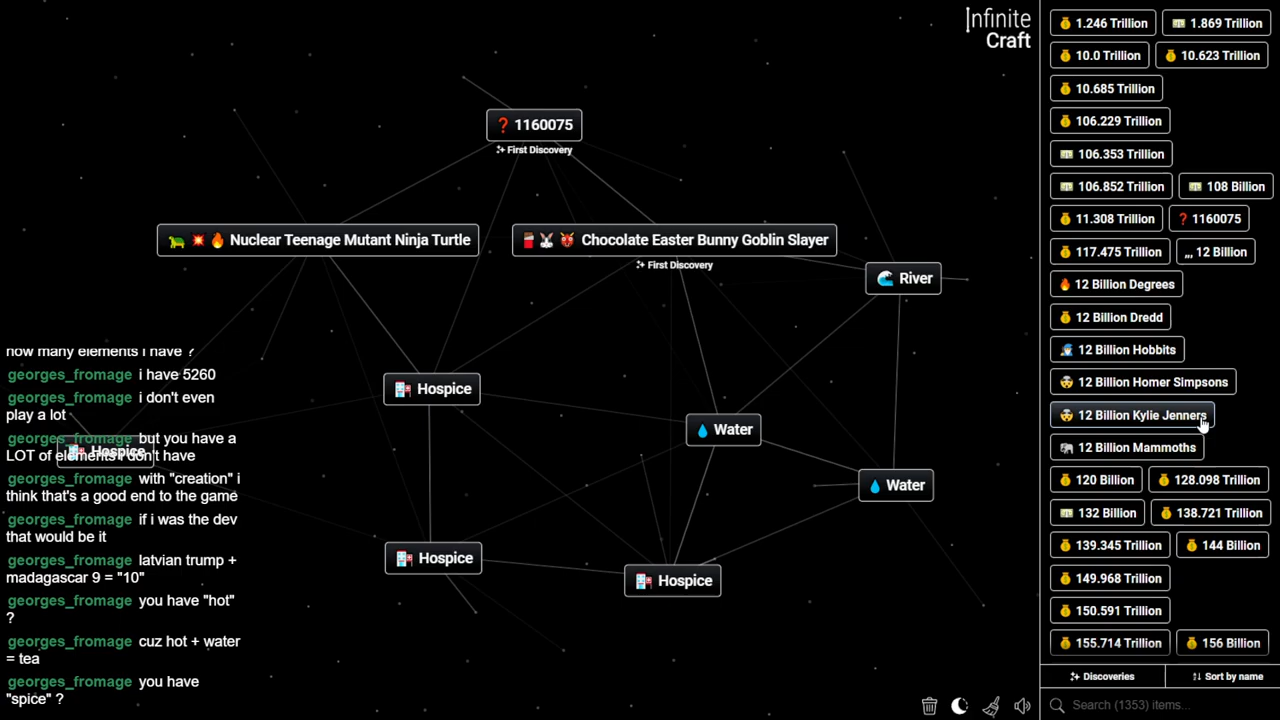 Infinite
Craft
1160075
First Discovery
Nuclear Teenage Mutant Ninja Turtle
Chocolate Easter Bunny Goblin Slayer
First Discovery
River
Hospice
Water
Hospice
Water
Hospice
Hospice
how many elements i have ?
georges_fromage i have 5260
georges_fromage i don't even
play a lot
georges_fromage but you have a
LOT of elements i don't have
georges_fromage with "creation" i
think that's a good end to the game
georges_fromage if i was the dev
that would be it
georges_fromage latvian trump +
madagascar 9 = "10"
georges_fromage you have "hot"
?
georges_fromage cuz hot + water
= tea
georges_fromage you have
"spice" ?
1.246 Trillion 1.869 Trillion
10.0 Trillion 10.623 Trillion
10.685 Trillion
106.229 Trillion
106.353 Trillion
106.852 Trillion 108 Billion
11.308 Trillion 1160075
117.475 Trillion 12 Billion
12 Billion Degrees
12 Billion Dredd
12 Billion Hobbits
12 Billion Homer Simpsons
12 Billion Kylie Jenners
12 Billion Mammoths
120 Billion 128.098 Trillion
132 Billion 138.721 Trillion
139.345 Trillion 144 Billion
149.968 Trillion
150.591 Trillion
155.714 Trillion 156 Billion
Discoveries Sort by name
Search (1353) items...